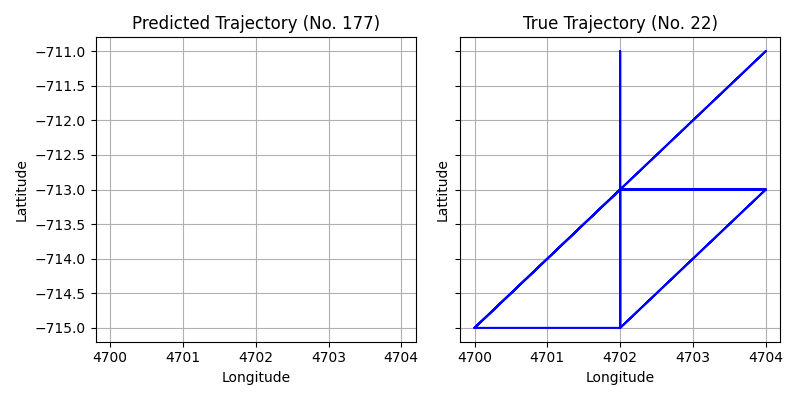 Predicted Trajectory (No. 177)
True Trajectory (No. 22)
Lattitude
−711.0
−711.5
−712.0
−712.5
−713.0
−713.5
−714.0
−714.5
−715.0
4700 4701 4702 4703 4704
Longitude
Lattitude
4700 4701 4702 4703 4704
Longitude